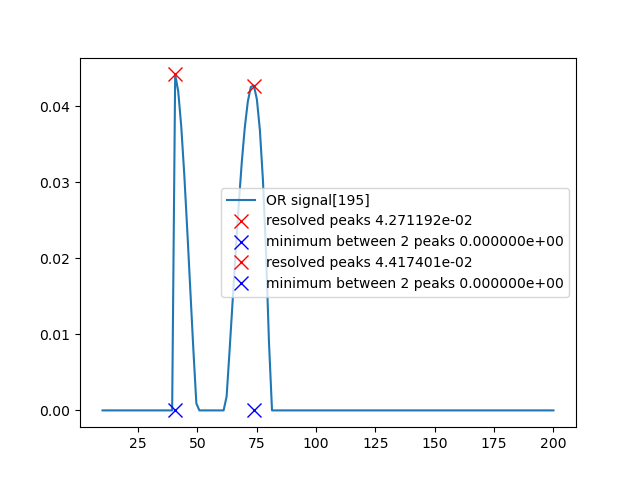 0.04
0.03
0.02
0.01
0.00
OR signal[195]
resolved peaks 4.271192e-02
minimum between 2 peaks 0.000000e+00
resolved peaks 4.417401e-02
minimum between 2 peaks 0.000000e+00
25 50 75 100 125 150 175 200